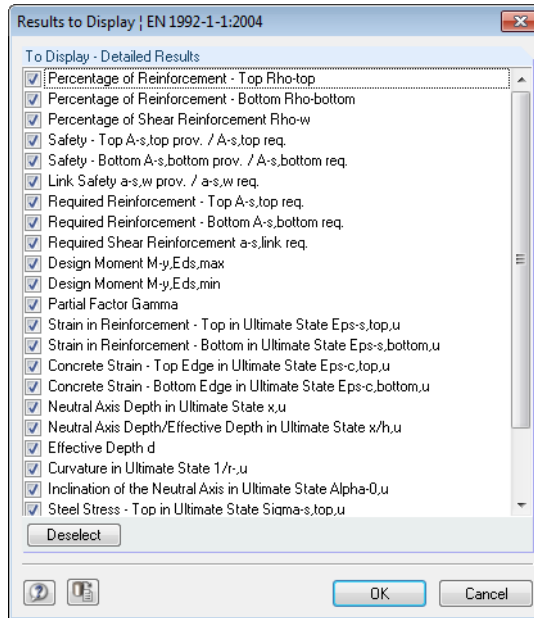 Results to Display ¦ EN 1992-1-1:2004
To Display - Detailed Results
Percentage of Reinforcement - Top Rho-top
Percentage of Reinforcement - Bottom Rho-bottom
Percentage of Shear Reinforcement Rho-w
Safety - Top A-s,top prov. / A-s,top req.
Safety - Bottom A-s,bottom prov. / A-s,bottom req.
Link Safety a-s,w prov. / a-s,w req.
Required Reinforcement - Top A-s,top req.
Required Reinforcement - Bottom A-s,bottom req.
Required Shear Reinforcement a-s,link req.
Design Moment M-y,Eds,max
Design Moment M-y,Eds,min
Partial Factor Gamma
Strain in Reinforcement - Top in Ultimate State Eps-s,top,u
Strain in Reinforcement - Bottom in Ultimate State Eps-s,bottom,u
Concrete Strain - Top Edge in Ultimate State Eps-c,top,u
Concrete Strain - Bottom Edge in Ultimate State Eps-c,bottom,u
Neutral Axis Depth in Ultimate State x,u
Neutral Axis Depth/Effective Depth in Ultimate State x/h,u
Effective Depth d
Curvature in Ultimate State 1/r-,u
Inclination of the Neutral Axis in Ultimate State Alpha-0,u
Steel Stress - Top in Ultimate State Sigma-s,top,u
Deselect
OK
Cancel